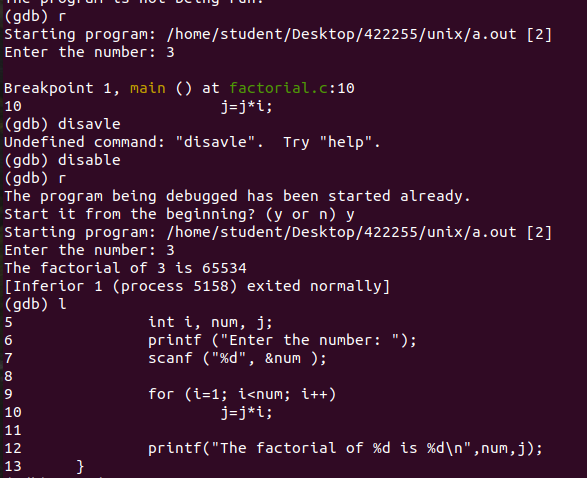 The program is not being run.
(gdb) r
Starting program: /home/student/Desktop/422255/unix/a.out [2]
Enter the number: 3
Breakpoint 1, main () at factorial.c:10
10 j=j*i;
(gdb) disavle
Undefined command: "disavle". Try "help".
(gdb) disable
(gdb) r
The program being debugged has been started already.
Start it from the beginning? (y or n) y
Starting program: /home/student/Desktop/422255/unix/a.out [2]
Enter the number: 3
The factorial of 3 is 65534
[Inferior 1 (process 5158) exited normally]
(gdb) l
5 int i, num, j;
6 printf ("Enter the number: ");
7 scanf ("%d", &num );
8
9 for (i=1; i<num; i++)
10 j=j*i;
11
12 printf("The factorial of %d is %d\n",num,j);
13 }